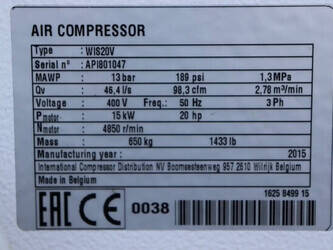 AIR COMPRESSOR
Type : WIS20V
Serial n° : API801047
MAWP : 13 bar 189 psi 1,3 MPa
Qv : 46,4 l/s 98,3 cfm 2,78 m³/min
Voltage : 400 V Freq.: 50 Hz 3 Ph
Pmotor : 15 kW 20 hp
Nmotor : 4850 r/min
Mass : 650 kg 1433 lb
Manufacturing year : 2015
International Compressor Distribution NV Boomsesteenweg 957 2610 Wilrijk Belgium
Made in Belgium
1625 8499 15
EAC CE 0038